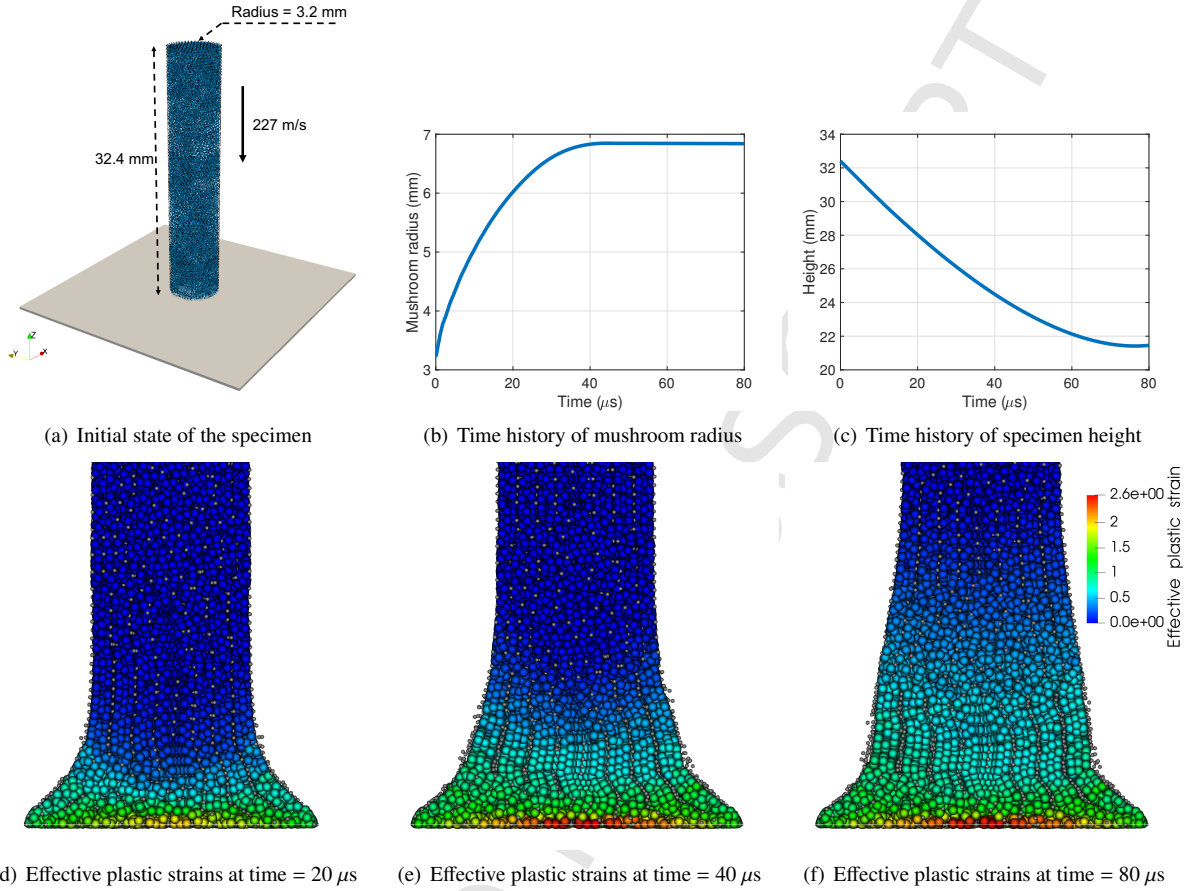 Radius = 3.2 mm
227 m/s
32.4 mm
Z
Y
X
Mushroom radius (mm)
7
6
5
4
3
0 20 40 60 80
Time (μs)
Height (mm)
34
32
30
28
26
24
22
20
0 20 40 60 80
Time (μs)
(a) Initial state of the specimen
(b) Time history of mushroom radius
(c) Time history of specimen height
2.6e+00
2
1.5
1
0.5
0.0e+00
Effective plastic strain
d) Effective plastic strains at time = 20 μs
(e) Effective plastic strains at time = 40 μs
(f) Effective plastic strains at time = 80 μs